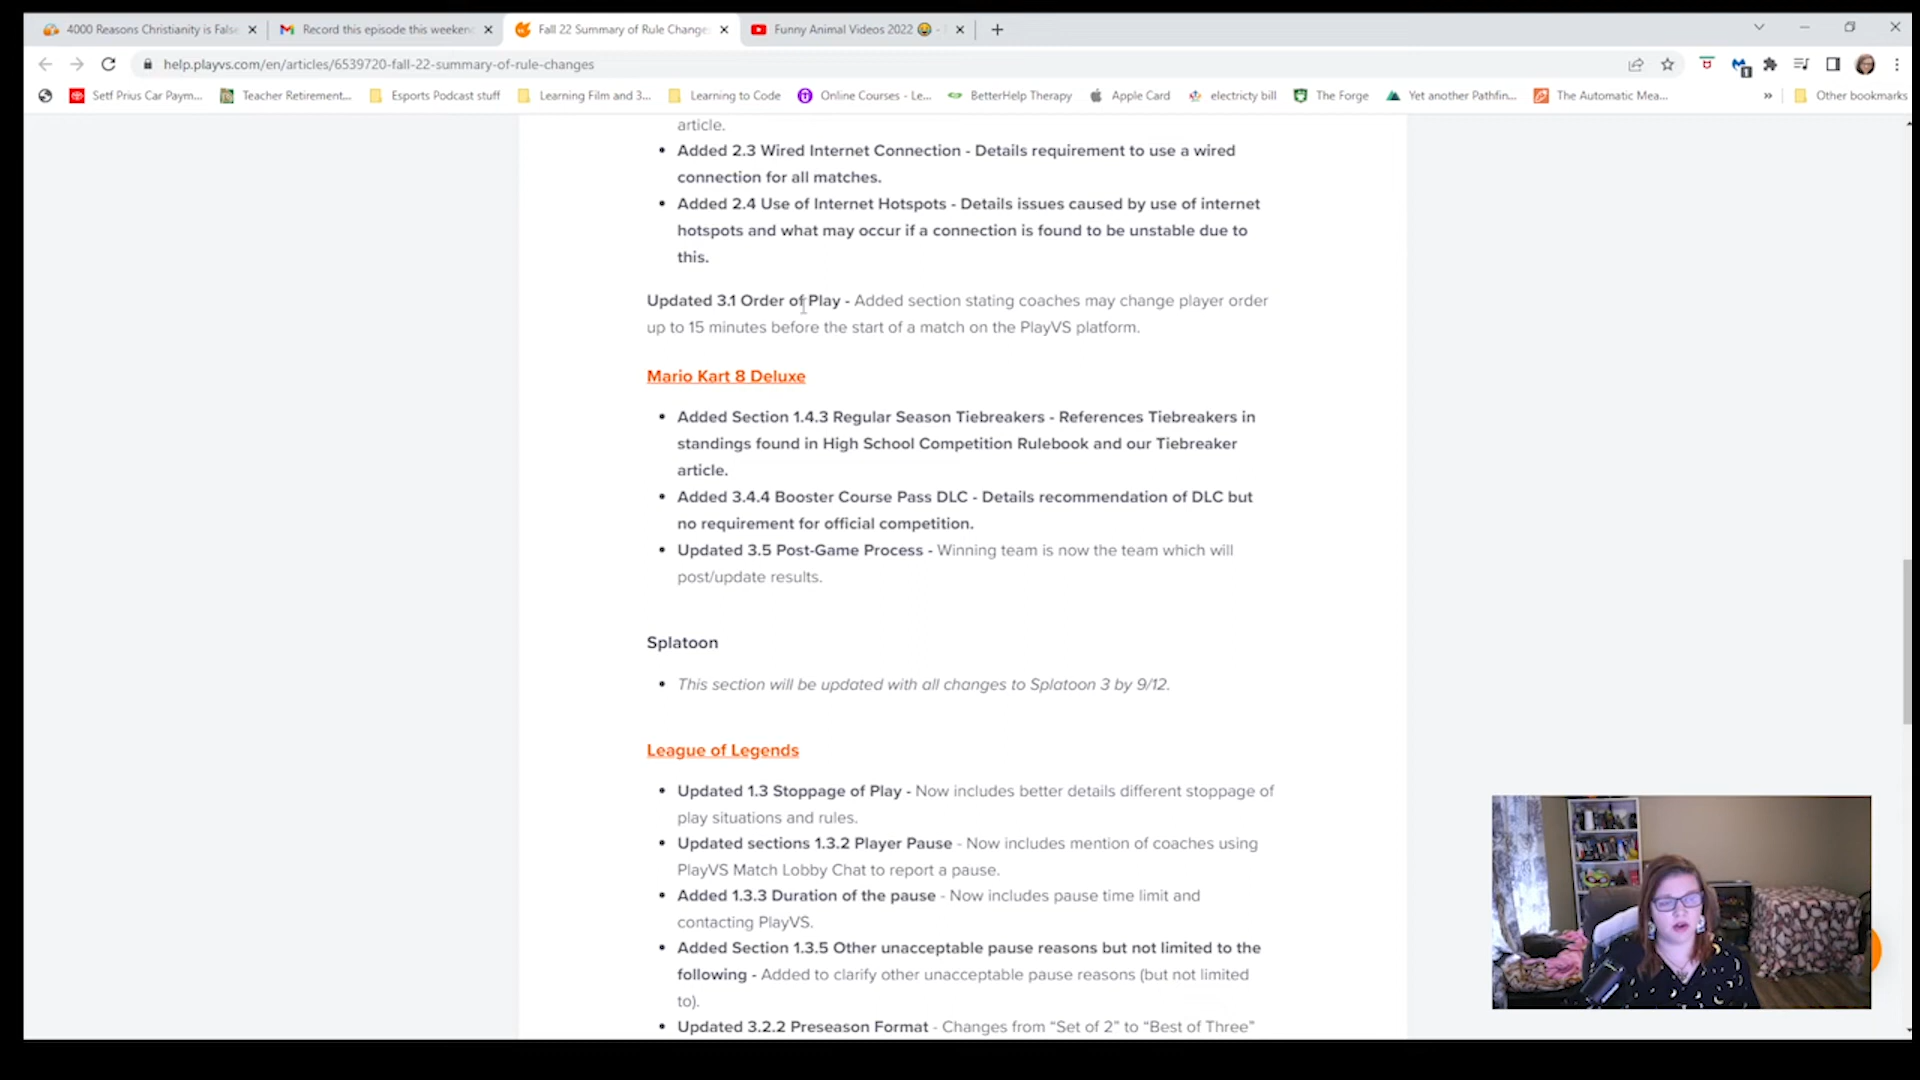 4000 Reasons Christianity is False
Record this episode this weeken
Fall 22 Summary of Rule Change
Funny Animal Videos 2022 😂 -
help.playvs.com/en/articles/6539720-fall-22-summary-of-rule-changes
Setf Prius Car Paym...
Teacher Retirement...
Esports Podcast stuff
Learning Film and 3...
Learning to Code
Online Courses - Le...
BetterHelp Therapy
Apple Card
electricty bill
The Forge
Yet another Pathfin...
The Automatic Mea...
»
Other bookmarks
article.
• Added 2.3 Wired Internet Connection - Details requirement to use a wired
connection for all matches.
• Added 2.4 Use of Internet Hotspots - Details issues caused by use of internet
hotspots and what may occur if a connection is found to be unstable due to
this.
Updated 3.1 Order of Play - Added section stating coaches may change player order
up to 15 minutes before the start of a match on the PlayVS platform.
Mario Kart 8 Deluxe
• Added Section 1.4.3 Regular Season Tiebreakers - References Tiebreakers in
standings found in High School Competition Rulebook and our Tiebreaker
article.
• Added 3.4.4 Booster Course Pass DLC - Details recommendation of DLC but
no requirement for official competition.
• Updated 3.5 Post-Game Process - Winning team is now the team which will
post/update results.
Splatoon
• This section will be updated with all changes to Splatoon 3 by 9/12.
League of Legends
• Updated 1.3 Stoppage of Play - Now includes better details different stoppage of
play situations and rules.
• Updated sections 1.3.2 Player Pause - Now includes mention of coaches using
PlayVS Match Lobby Chat to report a pause.
• Added 1.3.3 Duration of the pause - Now includes pause time limit and
contacting PlayVS.
• Added Section 1.3.5 Other unacceptable pause reasons but not limited to the
following - Added to clarify other unacceptable pause reasons (but not limited
to).
• Updated 3.2.2 Preseason Format - Changes from “Set of 2” to “Best of Three”